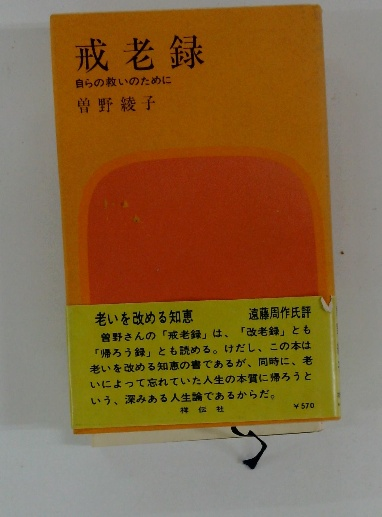 戒老録
自らの救いのために
曽野綾子
老いを改める知恵　遠藤周作氏評
曽野さんの「戒老録」は、「改老録」とも
「帰ろう録」とも読める。けだし、この本は
老いを改める知恵の書であるが、同時に、老
いによって忘れていた人生の本質に帰ろうと
いう、深みある人生論であるからだ。
祥伝社　￥570